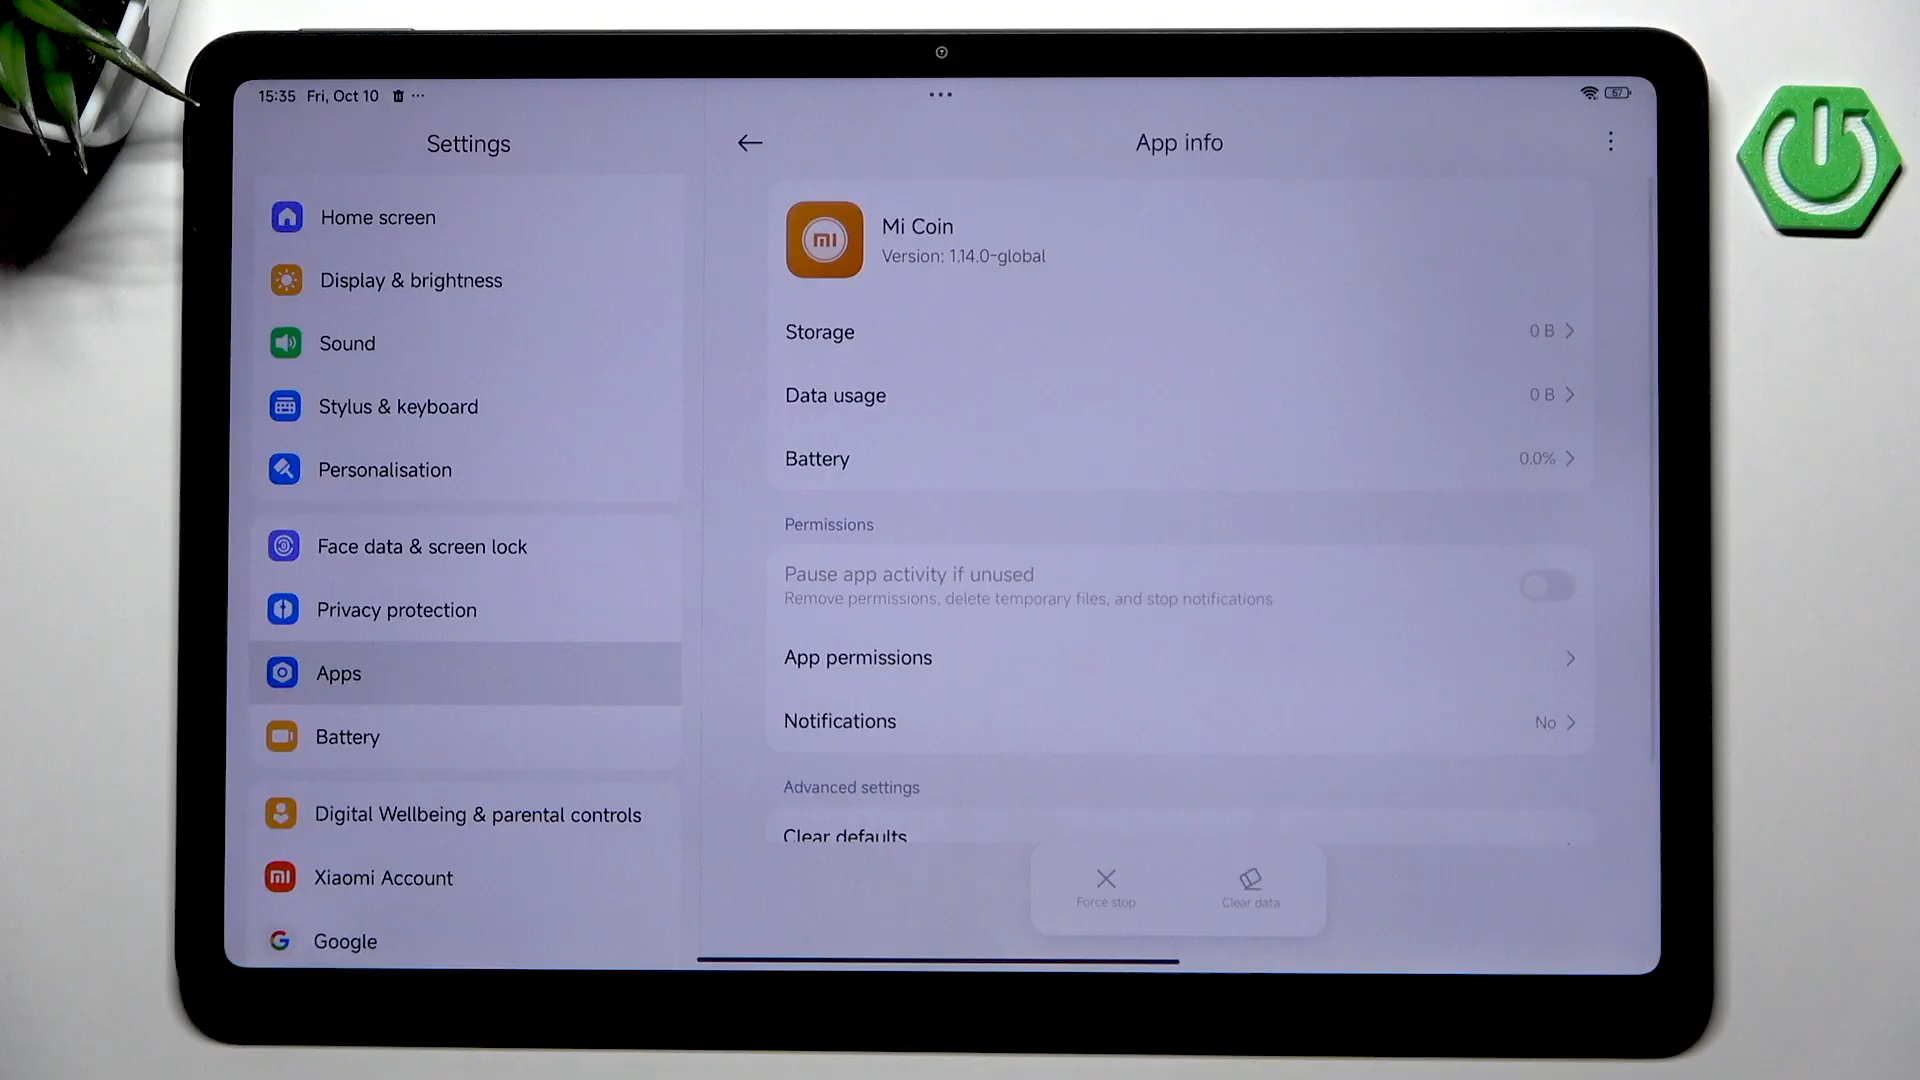 15:35 Fri, Oct 10
57
Settings
Home screen
Display & brightness
Sound
Stylus & keyboard
Personalisation
Face data & screen lock
Privacy protection
Apps
Battery
Digital Wellbeing & parental controls
mi
Xiaomi Account
G
Google
App info
mi
Mi Coin
Version: 1.14.0-global
Storage 0 B
Data usage 0 B
Battery 0.0%
Permissions
Pause app activity if unused
Remove permissions, delete temporary files, and stop notifications
App permissions
Notifications No
Advanced settings
Clear defaults
Force stop Clear data